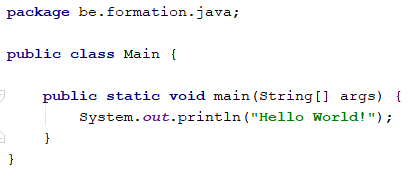 package be.formation.java;
public class Main {
public static void main(String[] args) {
System.out.println("Hello World!");
}
}